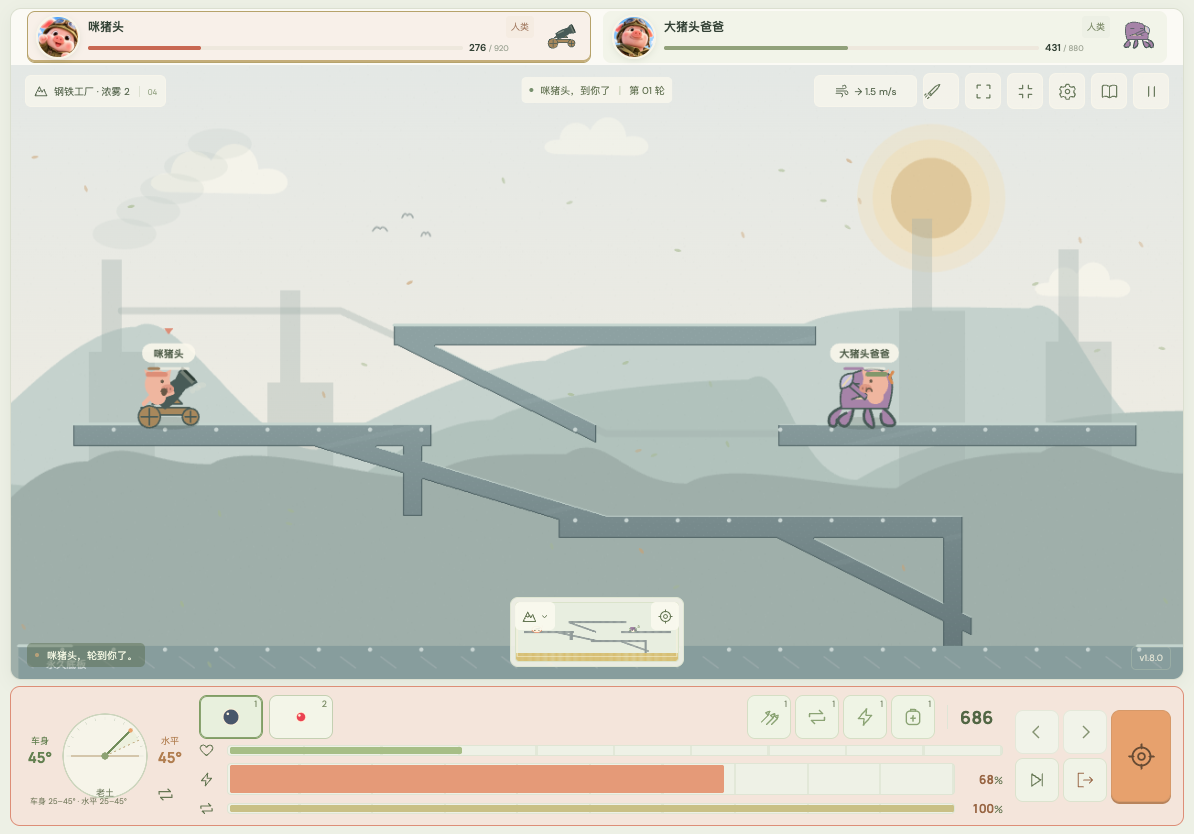 咪猪头
人类
276 / 920
大猪头爸爸
人类
431 / 880
钢铁工厂 · 浓雾 2 04
咪猪头，到你了 第 01 轮
→ 1.5 m/s
咪猪头
大猪头爸爸
咪猪头，轮到你了。
v1.8.0
车身
45°
水平
45°
老土
车身 25–45° · 水平 25–45°
1
2
1
1
1
1
686
68%
100%